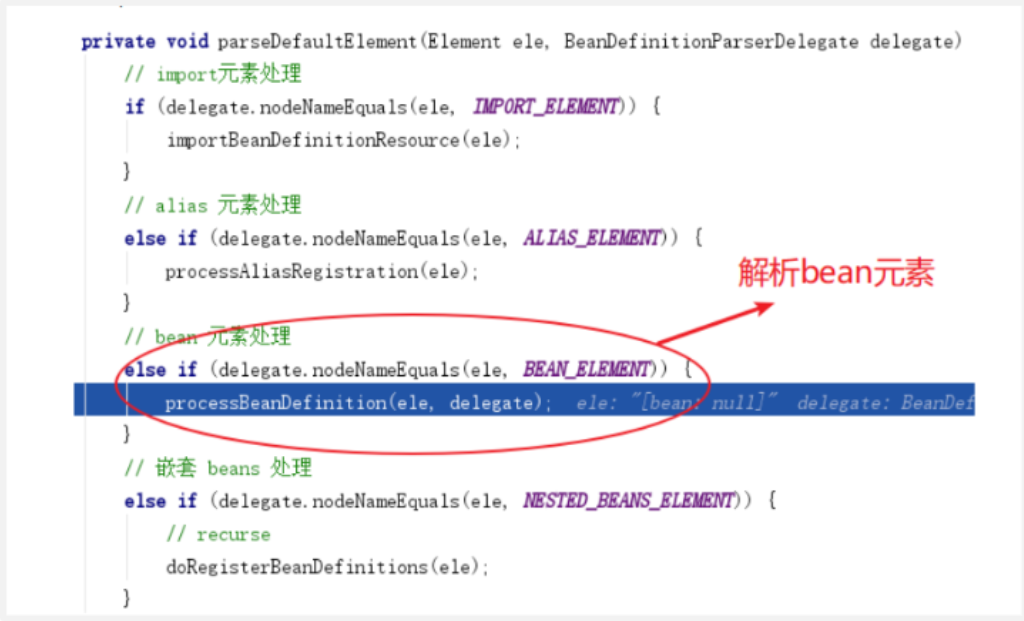 private void parseDefaultElement(Element ele, BeanDefinitionParserDelegate delegate)
// import元素处理
if (delegate.nodeNameEquals(ele, IMPORT_ELEMENT)) {
importBeanDefinitionResource(ele);
}
// alias 元素处理
else if (delegate.nodeNameEquals(ele, ALIAS_ELEMENT)) {
processAliasRegistration(ele);
}
解析bean元素
// bean 元素处理
else if (delegate.nodeNameEquals(ele, BEAN_ELEMENT)) {
processBeanDefinition(ele, delegate); ele: "[bean: null]" delegate: BeanDef
}
// 嵌套 beans 处理
else if (delegate.nodeNameEquals(ele, NESTED_BEANS_ELEMENT)) {
// recurse
doRegisterBeanDefinitions(ele);
}